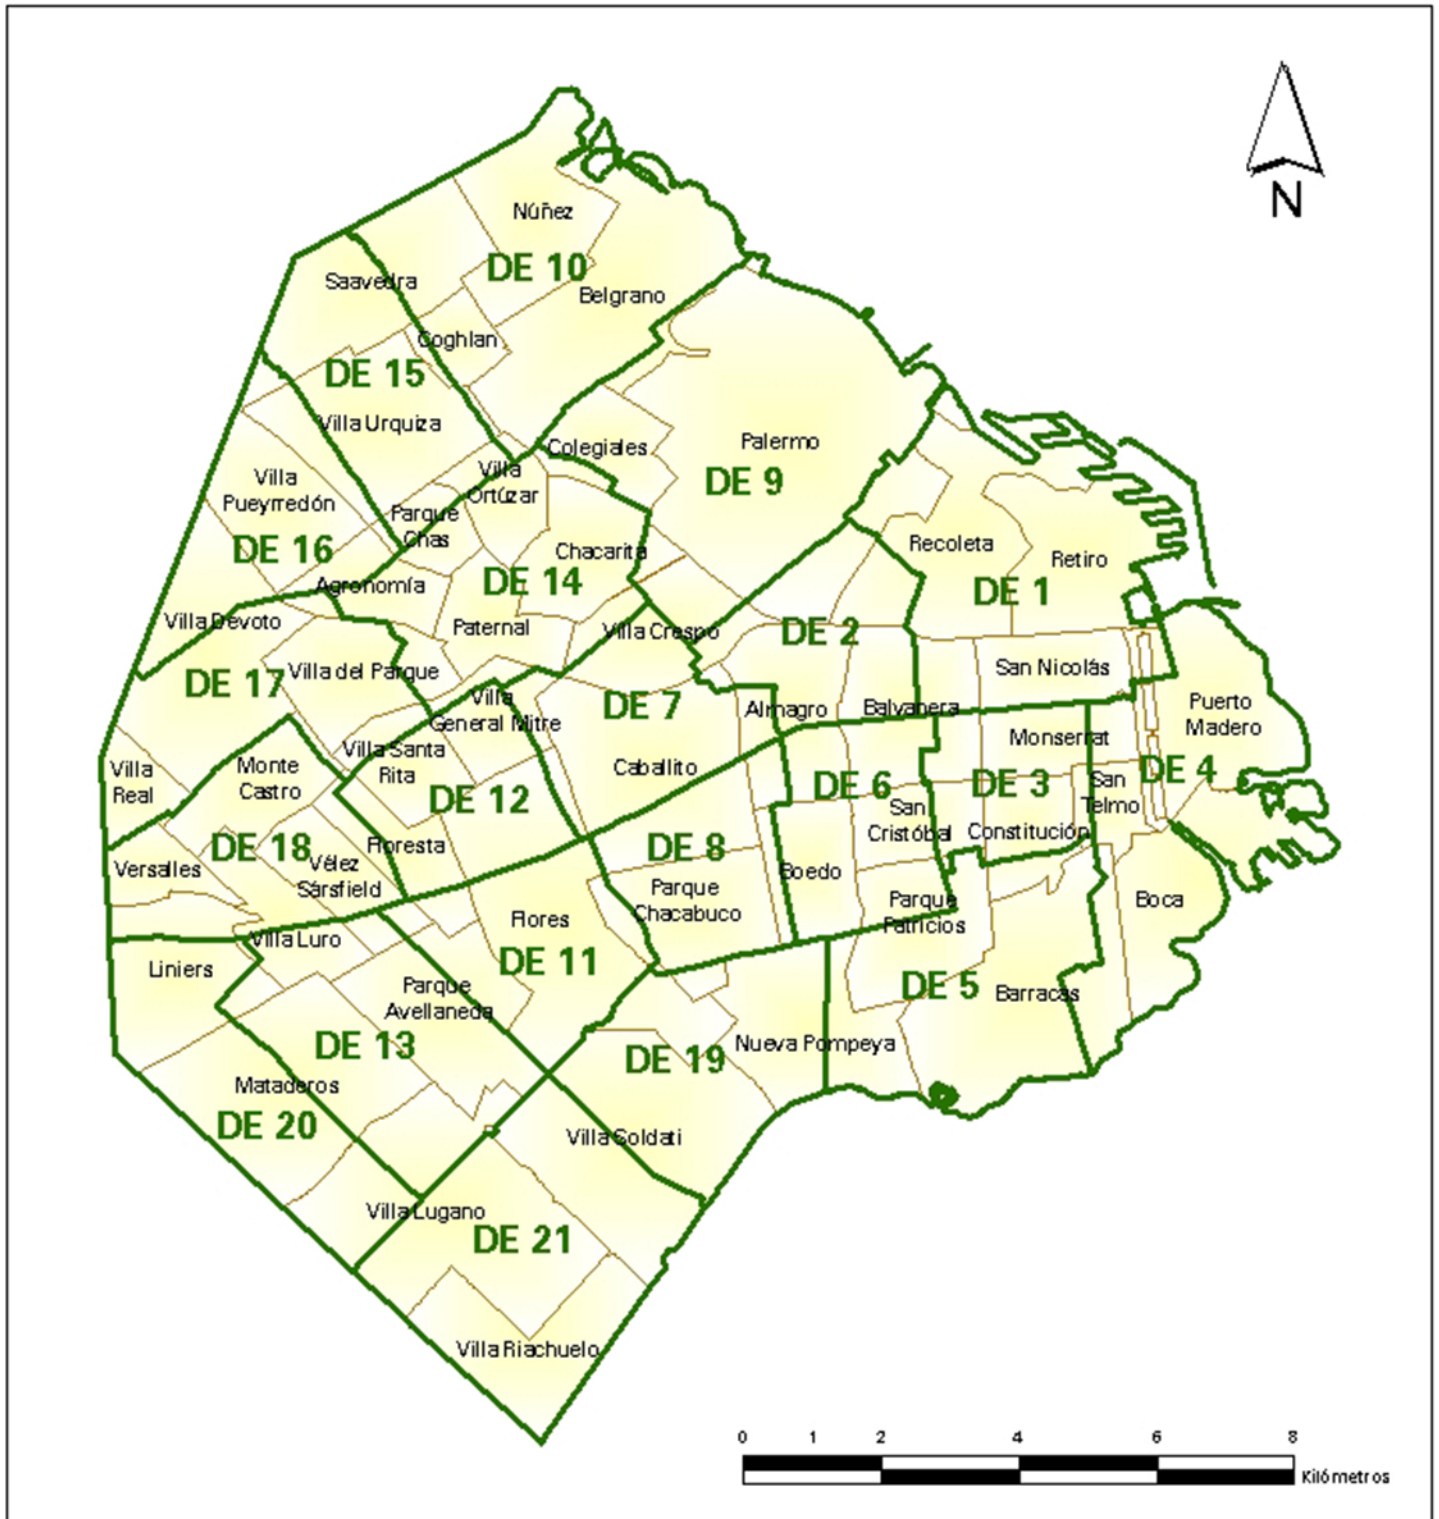 N
Núñez
DE 10
Saavedra
Belgrano
Coghlan
DE 15
Villa Urquiza
Colegiales
Palermo
DE 9
Villa
Ortúzar
Villa
Pueyrredón
Parque
Chas
DE 16
Chacarita
Recoleta
Retiro
DE 14
DE 1
Agronomía
Villa Devoto
Paternal
Villa Crespo
DE 2
Villa del Parque
DE 17
San Nicolás
Villa
General Mitre
DE 7
Almagro
Balvanera
Puerto
Madero
Monserrat
Villa Santa
Rita
Villa
Real
Monte
Castro
Caballito
DE 4
DE 6
DE 3
San
Telmo
DE 12
San
Cristóbal
Constitución
DE 18
Floresta
DE 8
Versalles
Vélez
Sársfield
Boedo
Parque
Chacabuco
Parque
Patricios
Boca
Flores
Villa Luro
DE 11
Liniers
Parque
Avellaneda
DE 5
Barracas
DE 13
Nueva Pompeya
DE 19
Mataderos
DE 20
Villa Soldati
Villa Lugano
DE 21
Villa Riachuelo
0 1 2 4 6 8
Kilómetros